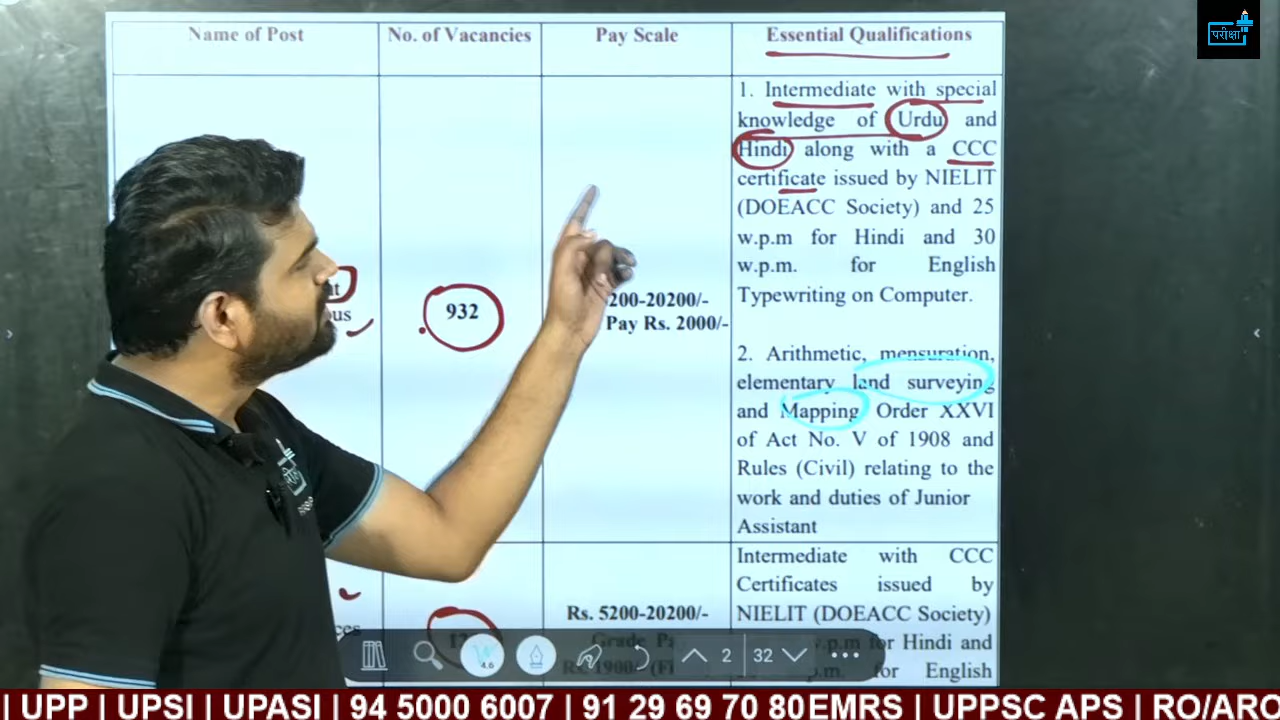 परीक्षा
Name of Post
No. of Vacancies
Pay Scale
Essential Qualifications
932
200-20200/-
Pay Rs. 2000/-
1. Intermediate with special
knowledge of Urdu and
Hindi along with a CCC
certificate issued by NIELIT
(DOEACC Society) and 25
w.p.m for Hindi and 30
w.p.m. for English
Typewriting on Computer.
2. Arithmetic, mensuration,
elementary land surveying
and Mapping Order XXVI
of Act No. V of 1908 and
Rules (Civil) relating to the
work and duties of Junior
Assistant
Rs. 5200-20200/-
Intermediate with CCC
Certificates issued by
NIELIT (DOEACC Society)
for Hindi and
for English
4.6
2
32
| UPP | UPSI | UPASI | 94 5000 6007 | 91 29 69 70 80 EMRS | UPPSC APS | RO/ARO